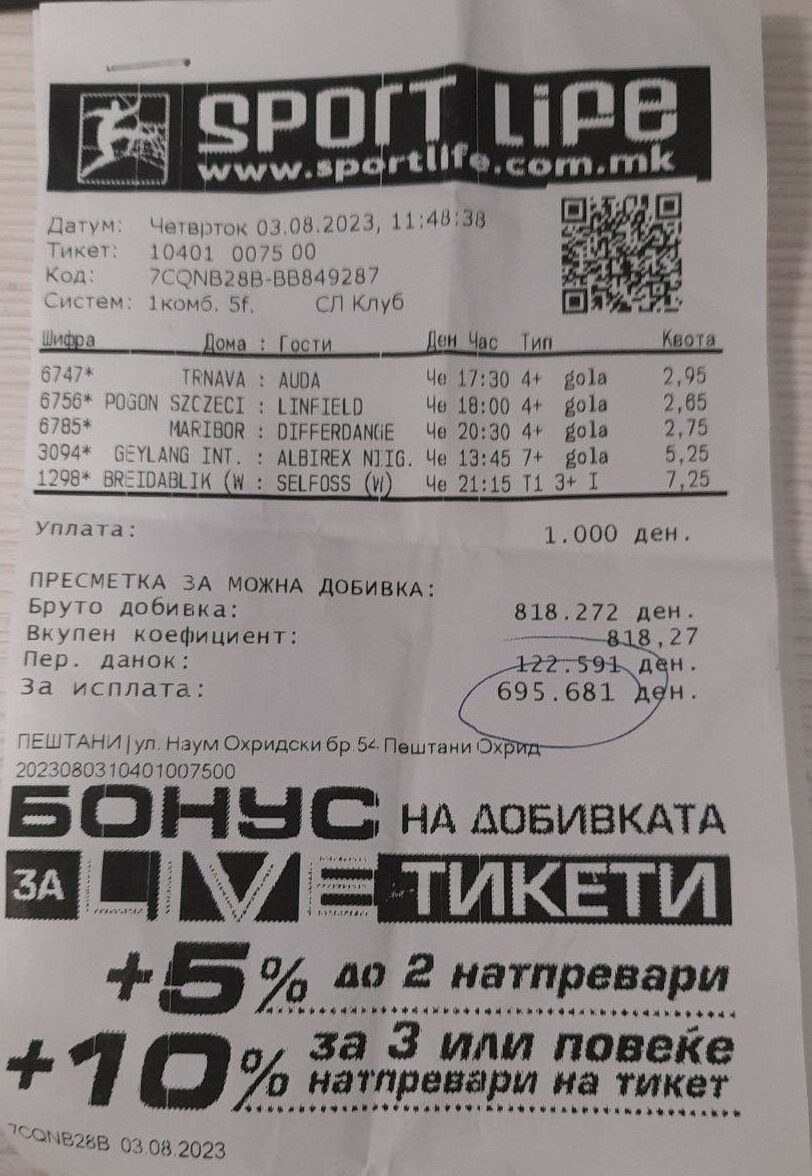 SPORT LIFE
www.sportlife.com.mk
Датум: Четврток 03.08.2023, 11:48:38
Тикет: 10401 0075 00
Код: 7CQNB28B-BB849287
Систем: 1комб. 5f. СЛ Клуб
Шифра Дома : Гости Ден Час Тип Квота
6747* TRNAVA : AUDA Че 17:30 4+ gola 2,95
6756* POGON SZCZECI : LINFIELD Че 18:00 4+ gola 2,65
6785* MARIBOR : DIFFERDANGE Че 20:30 4+ gola 2,75
3094* GEYLANG INT. : ALBIREX NIIG. Че 13:45 7+ gola 5,25
1298* BREIDABLIK (W : SELFOSS (W) Че 21:15 T1 3+ I 7,25
Уплата: 1.000 ден.
ПРЕСМЕТКА ЗА МОЖНА ДОБИВКА:
Бруто добивка: 818.272 ден.
Вкупен коефициент: 818,27
Пер. данок: 122.591 ден.
За исплата: 695.681 ден.
ПЕШТАНИ | ул. Наум Охридски бр.54 Пештани Охрид
2023080310401007500
БОНУС НА ДОБИВКАТА
ЗА LIVE ТИКЕТИ
+5% до 2 натпревари
+10% за 3 или повеќе
натпревари на тикет
7CQNB28B 03.08.2023